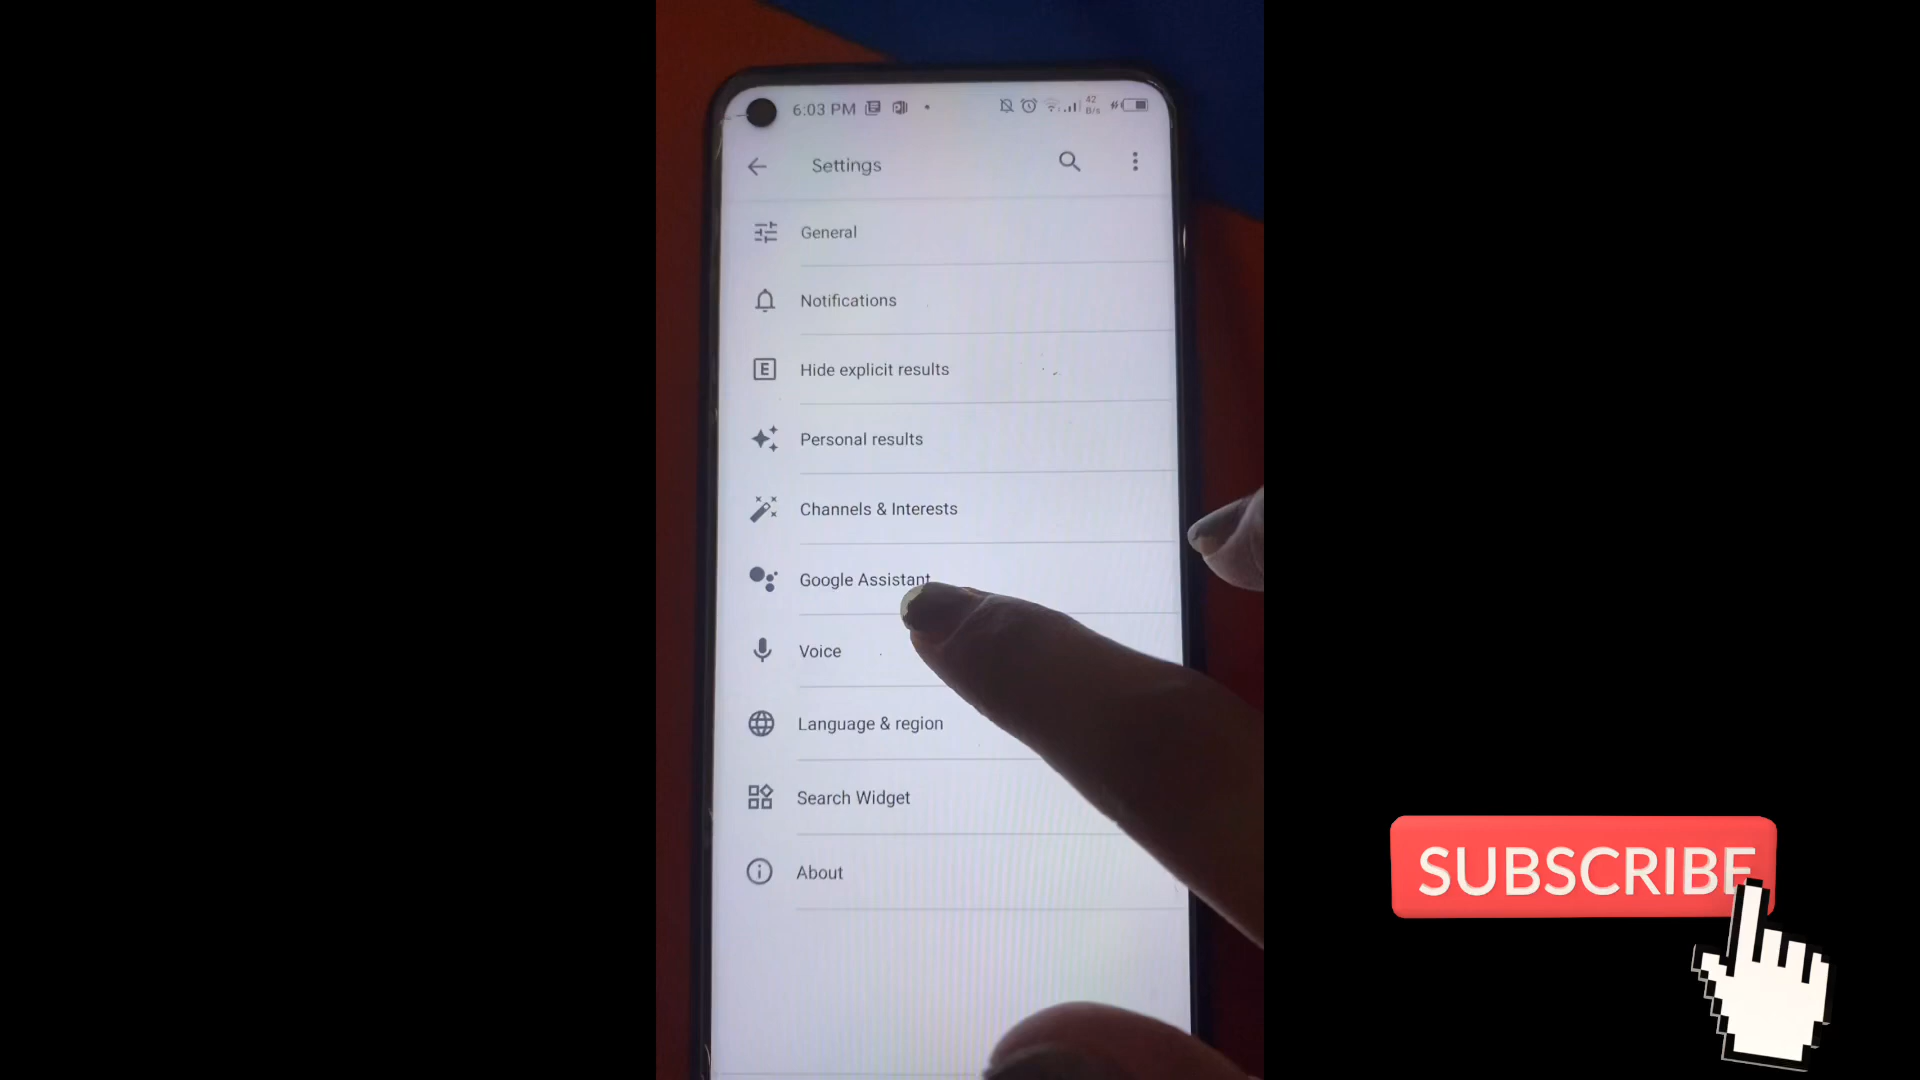 6:03 PM
42
B/s
Settings
General
Notifications
E
Hide explicit results
Personal results
Channels & Interests
Google Assistant
Voice
Language & region
Search Widget
About
SUBSCRIBE